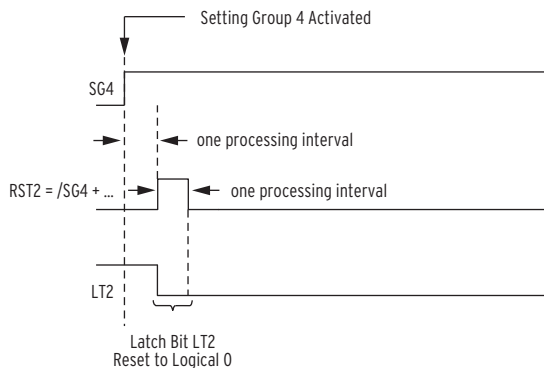 Setting Group 4 Activated
SG4
one processing interval
RST2 = /SG4 + ...
one processing interval
LT2
Latch Bit LT2
Reset to Logical 0